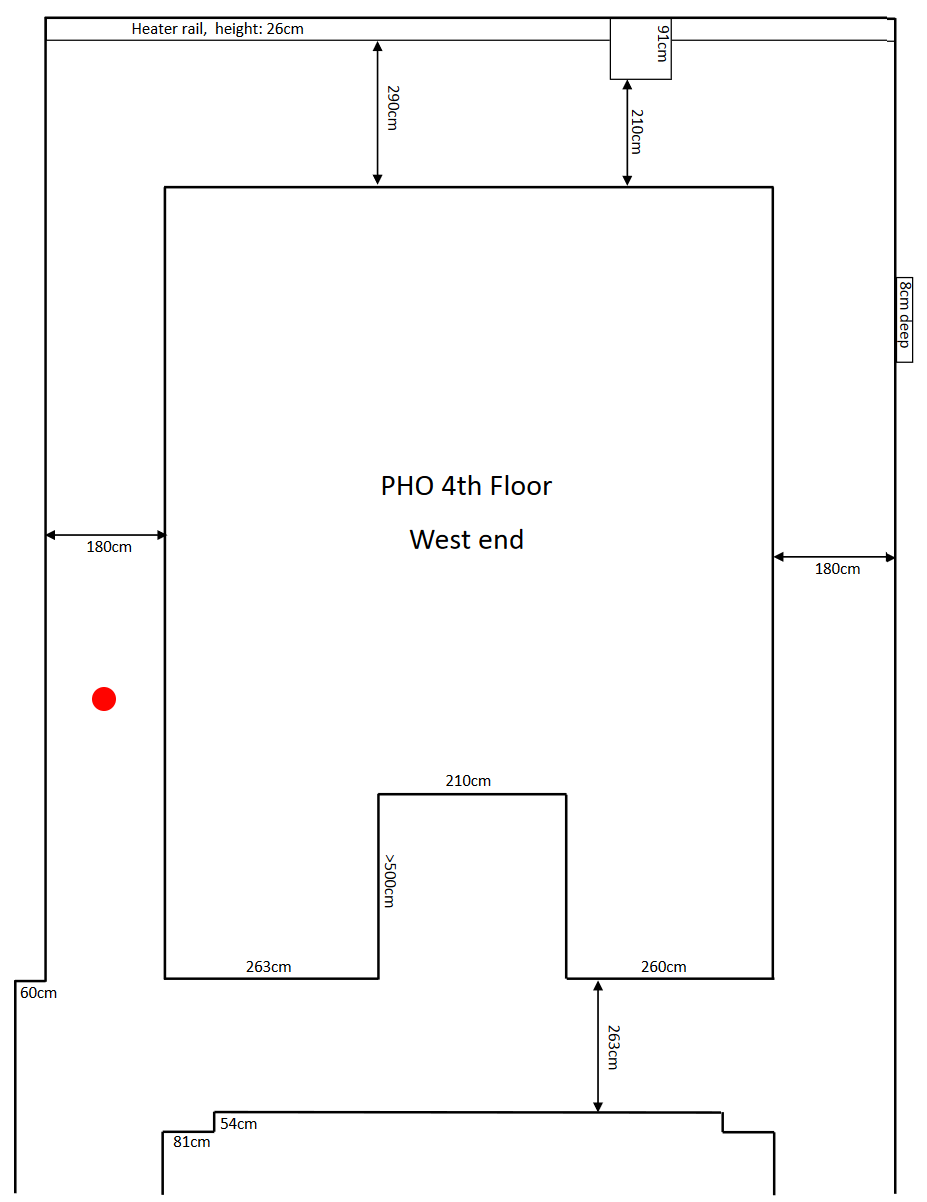 Heater rail,  height: 26cm
91cm
290cm
210cm
8cm deep
PHO 4th Floor
West end
180cm
180cm
210cm
>500cm
263cm
260cm
60cm
263cm
54cm
81cm